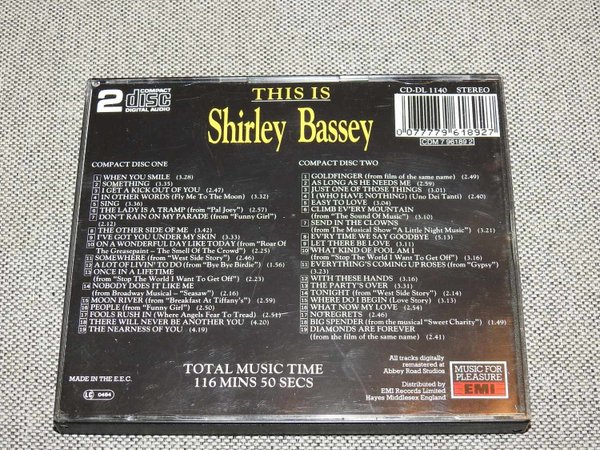 2 COMPACT disc DIGITAL AUDIO
THIS IS
Shirley Bassey
CD-DL 1140 STEREO
0 077779 618927
CDM 7 96189 2
COMPACT DISC ONE
1 WHEN YOU SMILE (3.28)
2 SOMETHING (3.35)
3 I GET A KICK OUT OF YOU (2.47)
4 IN OTHER WORDS (Fly Me To The Moon) (3.32)
5 SING (3.36)
6 THE LADY IS A TRAMP (from "Pal Joey") (2.57)
7 DON'T RAIN ON MY PARADE (from "Funny Girl")
(2.12)
8 THE OTHER SIDE OF ME (3.42)
9 I'VE GOT YOU UNDER MY SKIN (3.33)
10 ON A WONDERFUL DAY LIKE TODAY (from "Roar Of
The Greasepaint – The Smell Of The Crowd") (2.25)
11 SOMEWHERE (from "West Side Story") (2.46)
12 A LOT OF LIVIN' TO DO (from "Bye Bye Birdie") (1.56)
13 ONCE IN A LIFETIME
(from "Stop The World I Want To Get Off") (2.23)
14 NOBODY DOES IT LIKE ME
(from Broadway Musical – "Seasaw") (2.54)
15 MOON RIVER (from "Breakfast At Tiffany's") (2.59)
16 PEOPLE (from "Funny Girl") (2.56)
17 FOOLS RUSH IN (Where Angels Fear To Tread) (2.54)
18 THERE WILL NEVER BE ANOTHER YOU (4.20)
19 THE NEARNESS OF YOU (4.19)
COMPACT DISC TWO
1 GOLDFINGER (from film of the same name) (2.49)
2 AS LONG AS HE NEEDS ME (2.59)
3 JUST ONE OF THOSE THINGS (3.01)
4 I (WHO HAVE NOTHING) (Uno Dei Tanti) (2.40)
5 EASY TO LOVE (3.04)
6 CLIMB EV'RY MOUNTAIN
(from "The Sound Of Music") (3.01)
7 SEND IN THE CLOWNS
(from The Musical Show "A Little Night Music") (3.21)
8 EV'RY TIME WE SAY GOODBYE (5.13)
9 LET THERE BE LOVE (3.11)
10 WHAT KIND OF FOOL AM I
(from "Stop The World I Want To Get Off") (3.16)
11 EVERYTHING'S COMING UP ROSES (from "Gypsy")
(3.23)
12 WITH THESE HANDS (3.18)
13 THE PARTY'S OVER (3.31)
14 TONIGHT (from "West Side Story") (2.14)
15 WHERE DO I BEGIN (Love Story) (3.13)
16 WHAT NOW MY LOVE (2.54)
17 NO REGRETS (2.36)
18 BIG SPENDER (from the musical "Sweet Charity") (1.49)
19 DIAMONDS ARE FOREVER
(from the film of the same name) (2.41)
TOTAL MUSIC TIME
116 MINS 50 SECS
MADE IN THE E.E.C.
LC 0464
All tracks digitally
remastered at
Abbey Road Studios
Distributed by
EMI Records Limited
Hayes Middlesex England
MUSIC FOR
PLEASURE
EMI